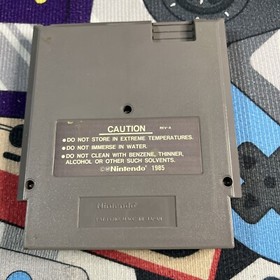 CAUTION REV-A
● DO NOT STORE IN EXTREME TEMPERATURES.
● DO NOT IMMERSE IN WATER.
● DO NOT CLEAN WITH BENZENE, THINNER,
ALCOHOL OR OTHER SUCH SOLVENTS.
Nintendo 1985
Nintendo